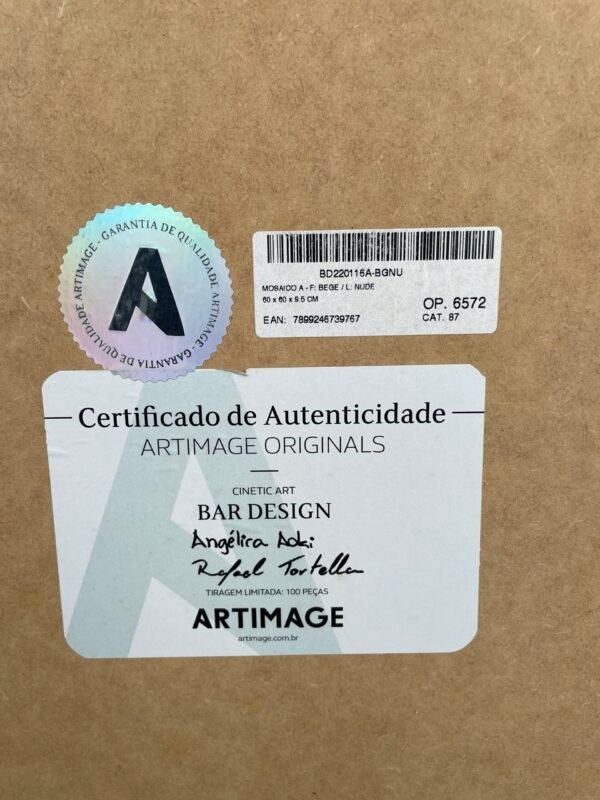 GARANTIA DE QUALIDADE ARTIMAGE - GARANTIA DE QUALIDADE ARTIMAGE -
A
BD220116A-BGNU
MOSAICO A - F: BEGE / L: NUDE
60 x 60 x 9.5 CM
OP. 6572
EAN: 7899246739767
CAT. 87
Certificado de Autenticidade
ARTIMAGE ORIGINALS
CINETIC ART
BAR DESIGN
Angélica Aoki
Rafael Tortella
TIRAGEM LIMITADA: 100 PEÇAS
ARTIMAGE
artimage.com.br